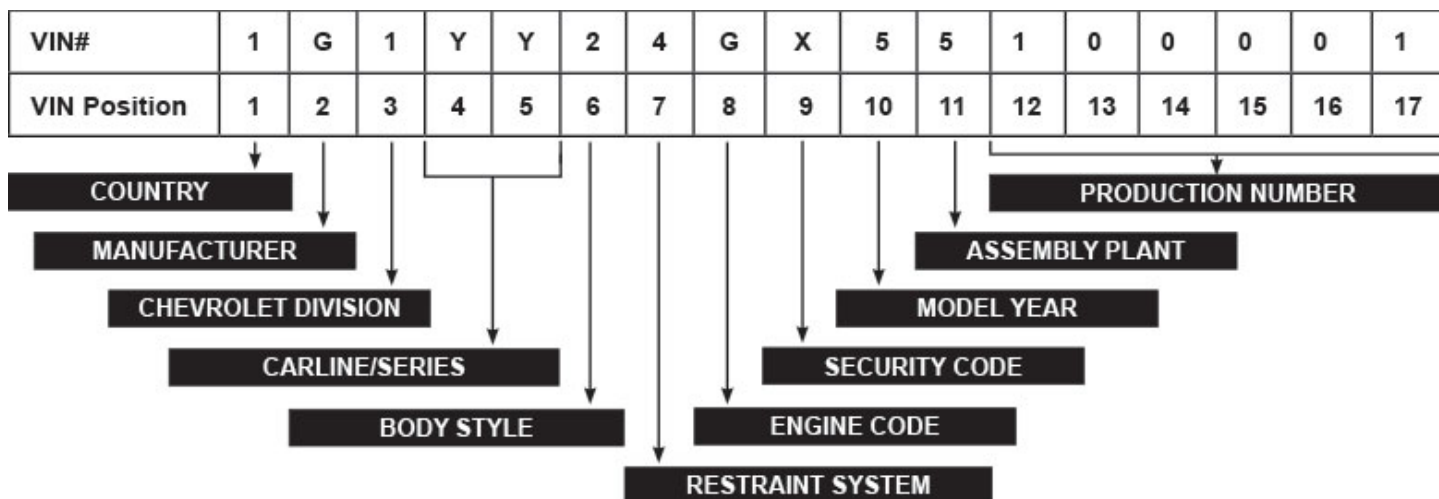 VIN# 1 G 1 Y Y 2 4 G X 5 5 1 0 0 0 0 1
VIN Position 1 2 3 4 5 6 7 8 9 10 11 12 13 14 15 16 17
COUNTRY
PRODUCTION NUMBER
MANUFACTURER
ASSEMBLY PLANT
CHEVROLET DIVISION
MODEL YEAR
CARLINE/SERIES
SECURITY CODE
BODY STYLE
ENGINE CODE
RESTRAINT SYSTEM